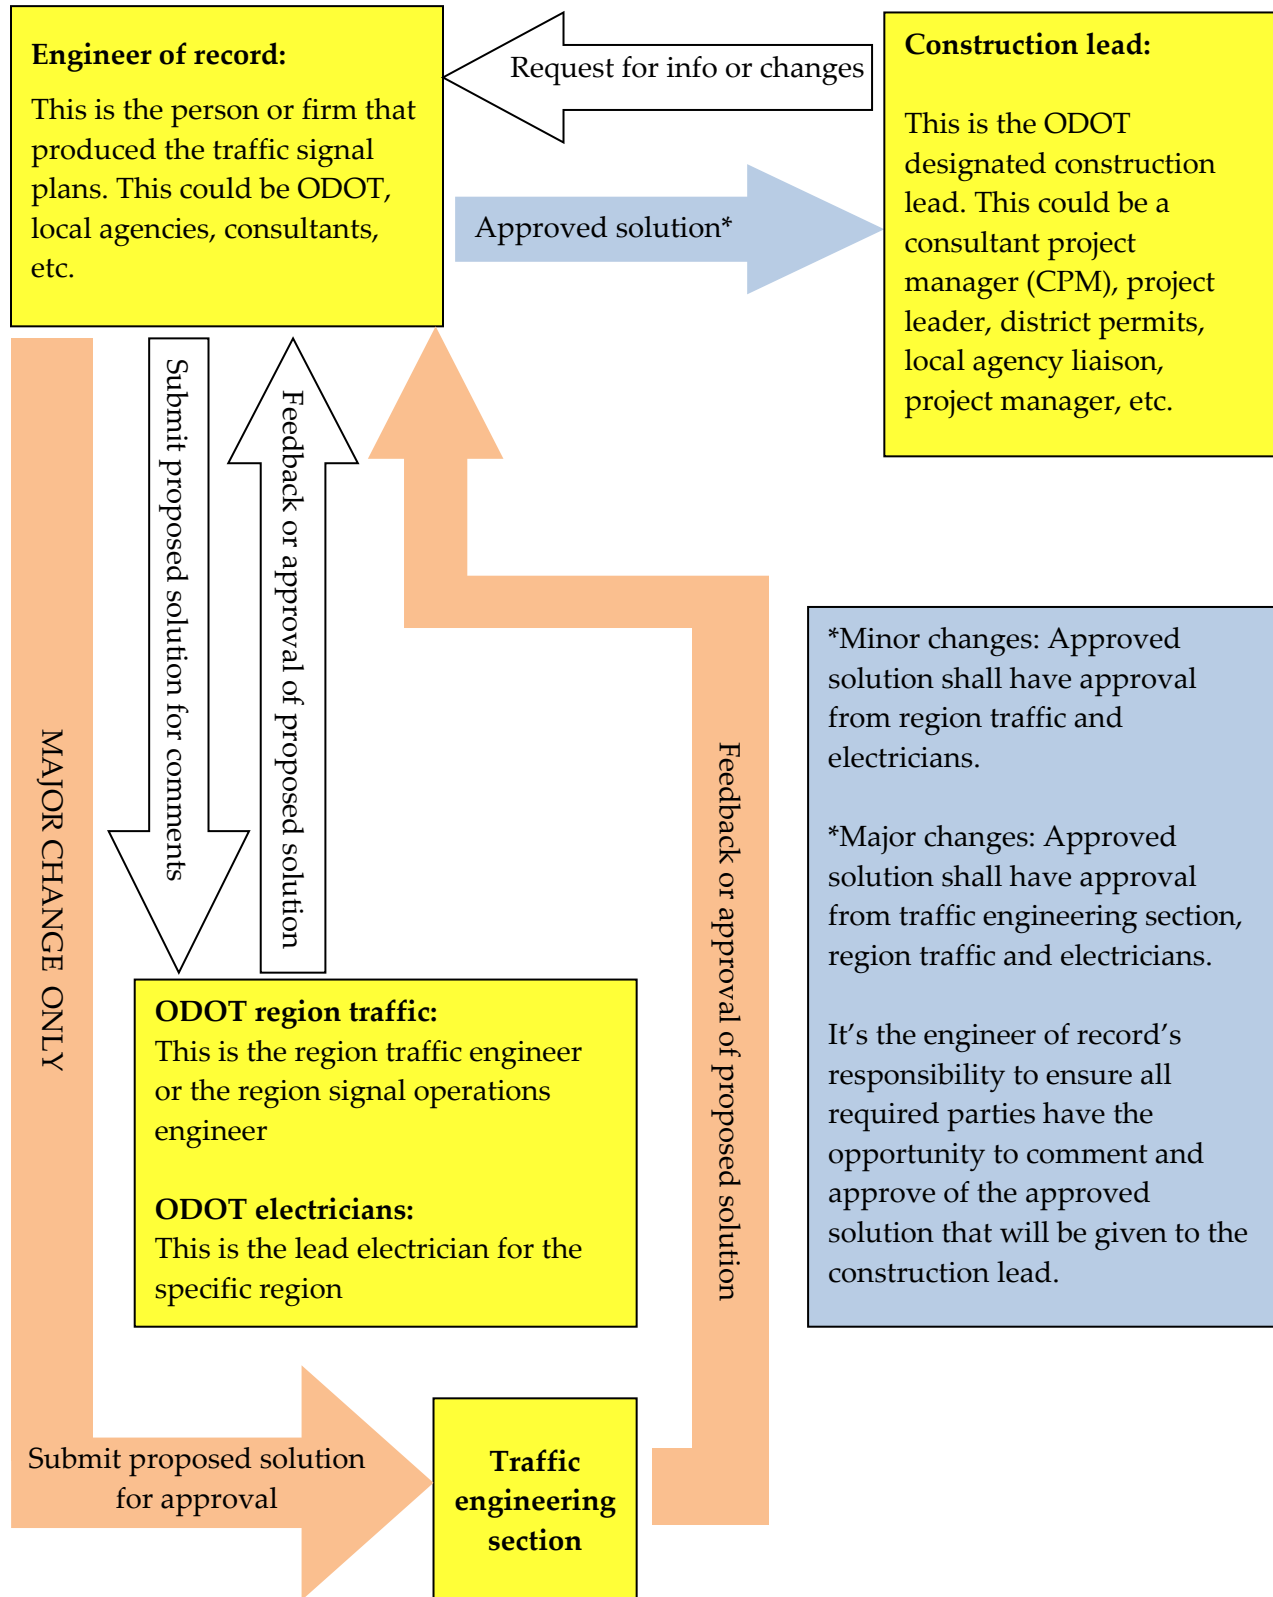 Engineer of record:
This is the person or firm that
produced the traffic signal
plans. This could be ODOT,
local agencies, consultants,
etc.
Request for info or changes
Approved solution*
Construction lead:
This is the ODOT
designated construction
lead. This could be a
consultant project
manager (CPM), project
leader, district permits,
local agency liaison,
project manager, etc.
MAJOR CHANGE ONLY
Submit proposed solution for comments
Feedback or approval of proposed solution
Feedback or approval of proposed solution
*Minor changes: Approved
solution shall have approval
from region traffic and
electricians.
*Major changes: Approved
solution shall have approval
from traffic engineering section,
region traffic and electricians.
It’s the engineer of record’s
responsibility to ensure all
required parties have the
opportunity to comment and
approve of the approved
solution that will be given to the
construction lead.
ODOT region traffic:
This is the region traffic engineer
or the region signal operations
engineer
ODOT electricians:
This is the lead electrician for the
specific region
Submit proposed solution
for approval
Traffic
engineering
section